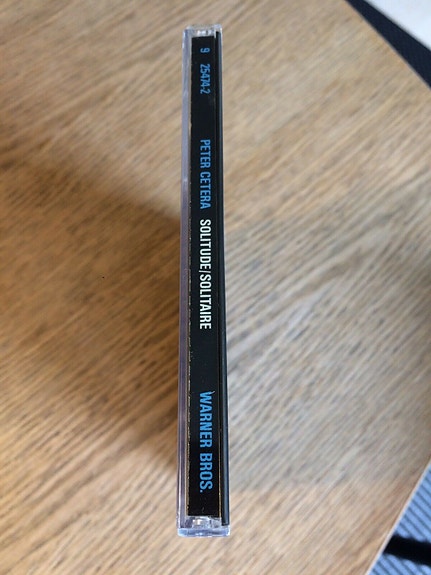 9 25474-2 PETER CETERA SOLITUDE/SOLITAIRE WARNER BROS.